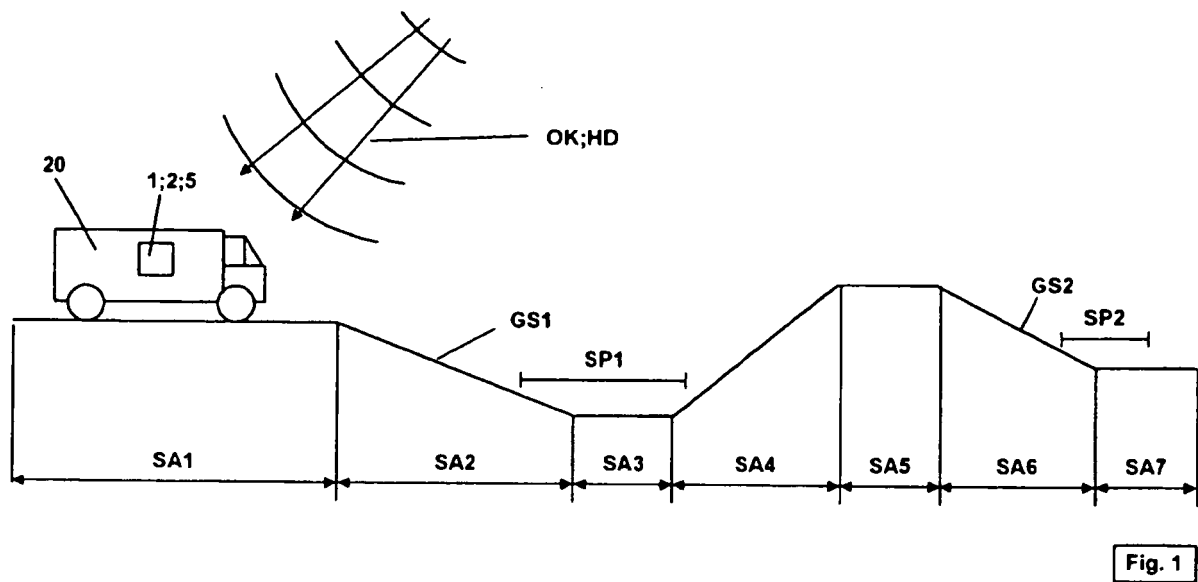 OK;HD
20
1;2;5
GS1
GS2
SP1
SP2
SA1
SA2
SA3
SA4
SA5
SA6
SA7
Fig. 1